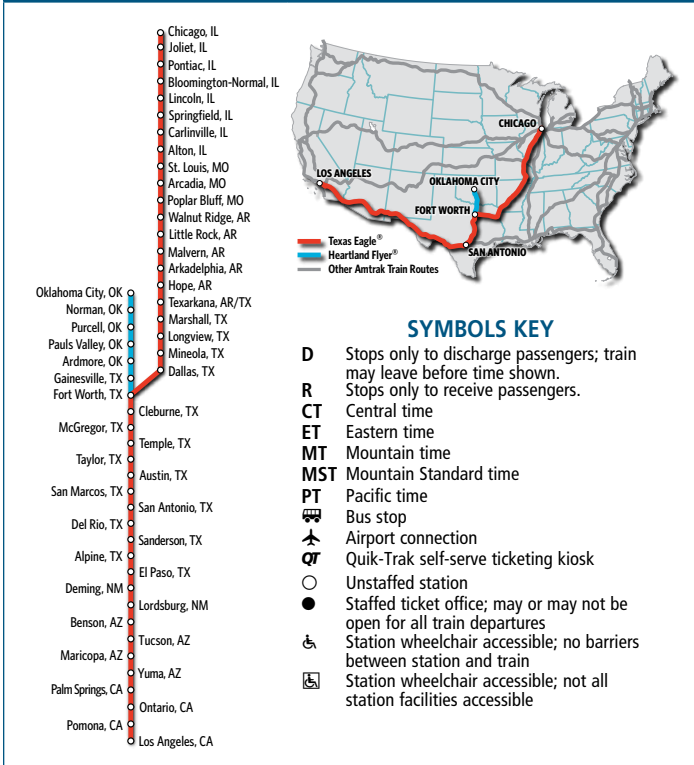 Chicago, IL
Joliet, IL
Pontiac, IL
Bloomington-Normal, IL
Lincoln, IL
Springfield, IL
Carlinville, IL
Alton, IL
St. Louis, MO
Arcadia, MO
Poplar Bluff, MO
Walnut Ridge, AR
Little Rock, AR
Malvern, AR
Arkadelphia, AR
Hope, AR
Texarkana, AR/TX
Marshall, TX
Longview, TX
Mineola, TX
Dallas, TX
Oklahoma City, OK
Norman, OK
Purcell, OK
Pauls Valley, OK
Ardmore, OK
Gainesville, TX
Fort Worth, TX
Cleburne, TX
McGregor, TX
Temple, TX
Taylor, TX
Austin, TX
San Marcos, TX
San Antonio, TX
Del Rio, TX
Sanderson, TX
Alpine, TX
El Paso, TX
Deming, NM
Lordsburg, NM
Benson, AZ
Tucson, AZ
Maricopa, AZ
Yuma, AZ
Palm Springs, CA
Ontario, CA
Pomona, CA
Los Angeles, CA
CHICAGO
LOS ANGELES
OKLAHOMA CITY
FORT WORTH
SAN ANTONIO
Texas Eagle®
Heartland Flyer®
Other Amtrak Train Routes
SYMBOLS KEY
D Stops only to discharge passengers; train
may leave before time shown.
R Stops only to receive passengers.
CT Central time
ET Eastern time
MT Mountain time
MST Mountain Standard time
PT Pacific time
Bus stop
Airport connection
QT Quik-Trak self-serve ticketing kiosk
Unstaffed station
Staffed ticket office; may or may not be
open for all train departures
Station wheelchair accessible; no barriers
between station and train
Station wheelchair accessible; not all
station facilities accessible